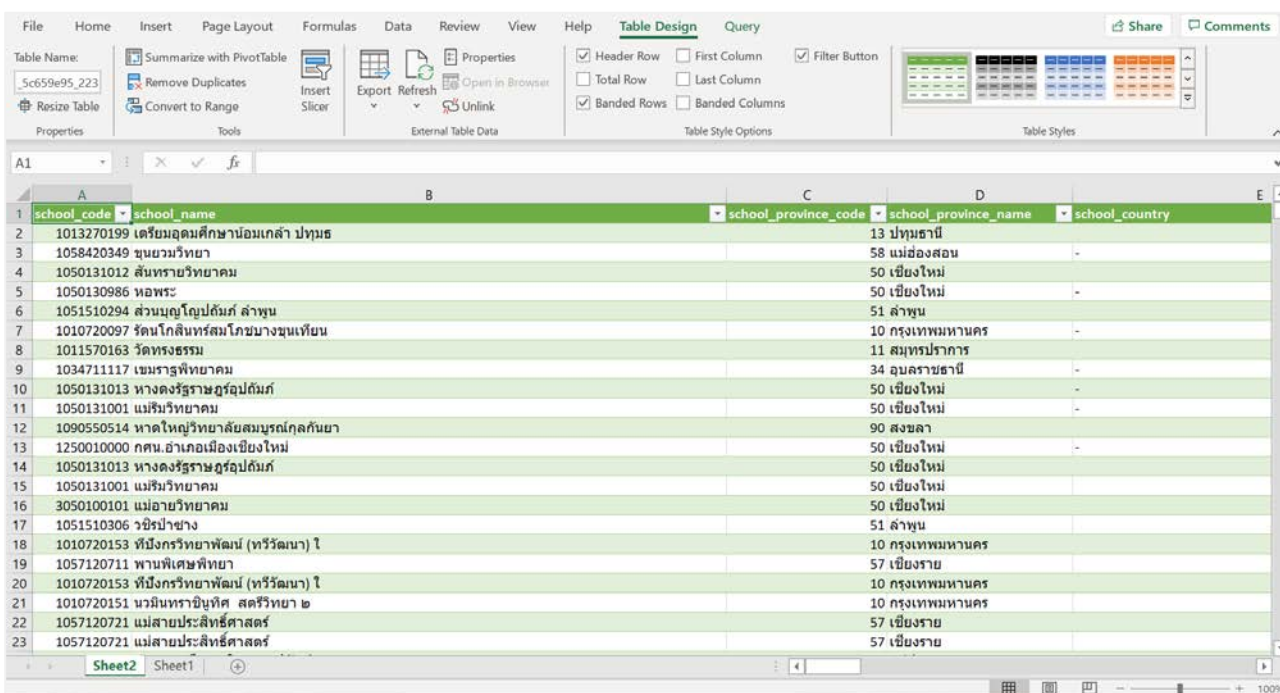 File Home Insert Page Layout Formulas Data Review View Help Table Design Query Share Comments
Table Name: Summarize with PivotTable Properties Header Row First Column Filter Button
_5c659e95_223 Remove Duplicates Insert Slicer Export Refresh Open in Browser Total Row Last Column
Resize Table Convert to Range Unlink Banded Rows Banded Columns
Properties Tools External Table Data Table Style Options Table Styles
A1 fx
A B C D E
1 school_code school_name school_province_code school_province_name school_country
2 1013270199 เตรียมอุดมศึกษาน้อมเกล้า ปทุมธ 13 ปทุมธานี
3 1058420349 ขุนยวมวิทยา 58 แม่ฮ่องสอน -
4 1050131012 สันทรายวิทยาคม 50 เชียงใหม่
5 1050130986 หอพระ 50 เชียงใหม่ -
6 1051510294 ส่วนบุญโญปถัมภ์ ลำพูน 51 ลำพูน
7 1010720097 รัตนโกสินทร์สมโภชบางขุนเทียน 10 กรุงเทพมหานคร -
8 1011570163 วัดทรงธรรม 11 สมุทรปราการ
9 1034711117 เขมราฐพิทยาคม 34 อุบลราชธานี -
10 1050131013 หางดงรัฐราษฎร์อุปถัมภ์ 50 เชียงใหม่ -
11 1050131001 แม่ริมวิทยาคม 50 เชียงใหม่ -
12 1090550514 หาดใหญ่วิทยาลัยสมบูรณ์กุลกันยา 90 สงขลา
13 1250010000 กศน.อำเภอเมืองเชียงใหม่ 50 เชียงใหม่ -
14 1050131013 หางดงรัฐราษฎร์อุปถัมภ์ 50 เชียงใหม่
15 1050131001 แม่ริมวิทยาคม 50 เชียงใหม่
16 3050100101 แม่อายวิทยาคม 50 เชียงใหม่
17 1051510306 วชิรป่าซาง 51 ลำพูน
18 1010720153 ทีปังกรวิทยาพัฒน์ (ทวีวัฒนา) ใ 10 กรุงเทพมหานคร
19 1057120711 พานพิเศษพิทยา 57 เชียงราย
20 1010720153 ทีปังกรวิทยาพัฒน์ (ทวีวัฒนา) ใ 10 กรุงเทพมหานคร
21 1010720151 นวมินทราชินูทิศ สตรีวิทยา ๒ 10 กรุงเทพมหานคร
22 1057120721 แม่สายประสิทธิ์ศาสตร์ 57 เชียงราย
23 1057120721 แม่สายประสิทธิ์ศาสตร์ 57 เชียงราย
Sheet2 Sheet1
100%